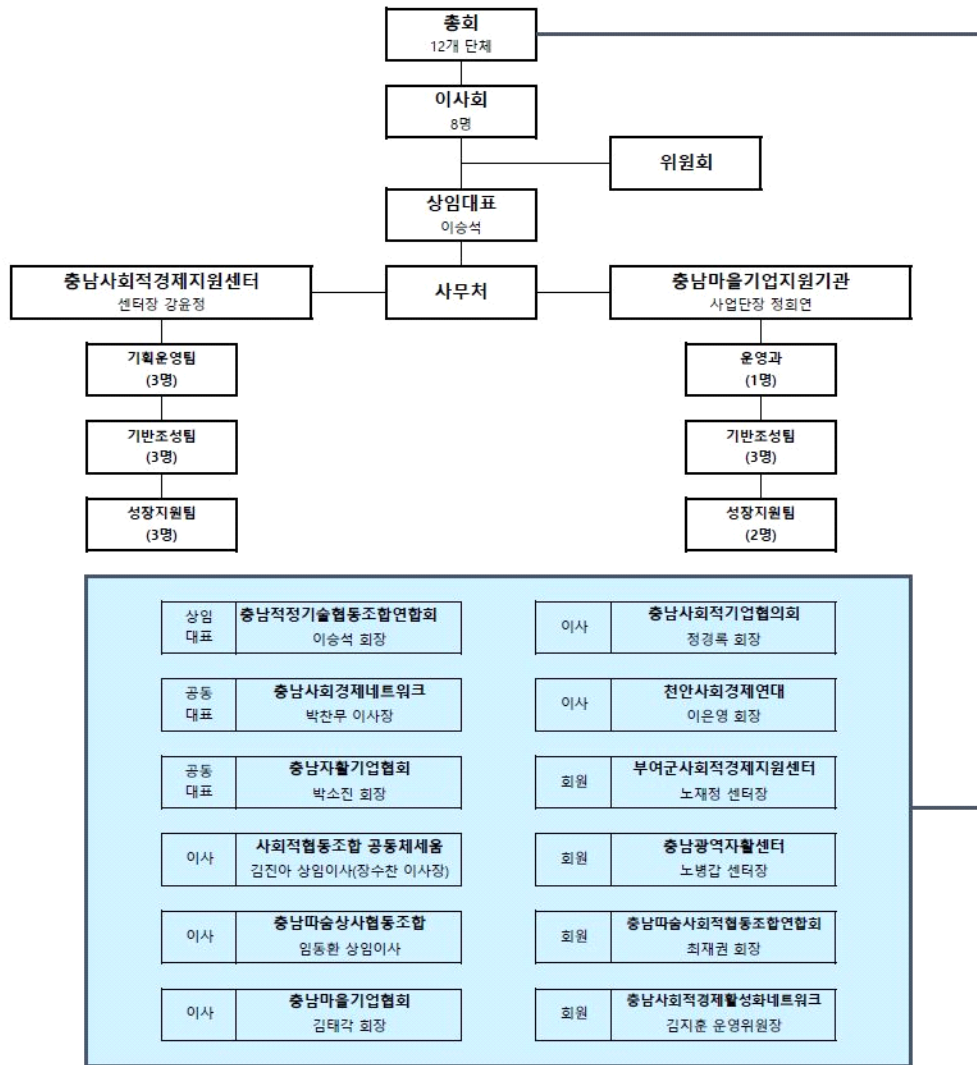 총회
12개 단체
이사회
8명
위원회
상임대표
이승석
충남사회적경제지원센터
센터장 강윤정
사무처
충남마을기업지원기관
사업단장 정희연
기획운영팀
(3명)
운영과
(1명)
기반조성팀
(3명)
기반조성팀
(3명)
성장지원팀
(3명)
성장지원팀
(2명)
상임
대표
충남적정기술협동조합연합회
이승석 회장
이사
충남사회적기업협의회
정경록 회장
공동
대표
충남사회경제네트워크
박찬무 이사장
이사
천안사회경제연대
이은영 회장
공동
대표
충남자활기업협회
박소진 회장
회원
부여군사회적경제지원센터
노재정 센터장
이사
사회적협동조합 공동체세움
김진아 상임이사(장수찬 이사장)
회원
충남광역자활센터
노병갑 센터장
이사
충남따숨상사협동조합
임동환 상임이사
회원
충남따숨사회적협동조합연합회
최재권 회장
이사
충남마을기업협회
김태각 회장
회원
충남사회적경제활성화네트워크
김지훈 운영위원장